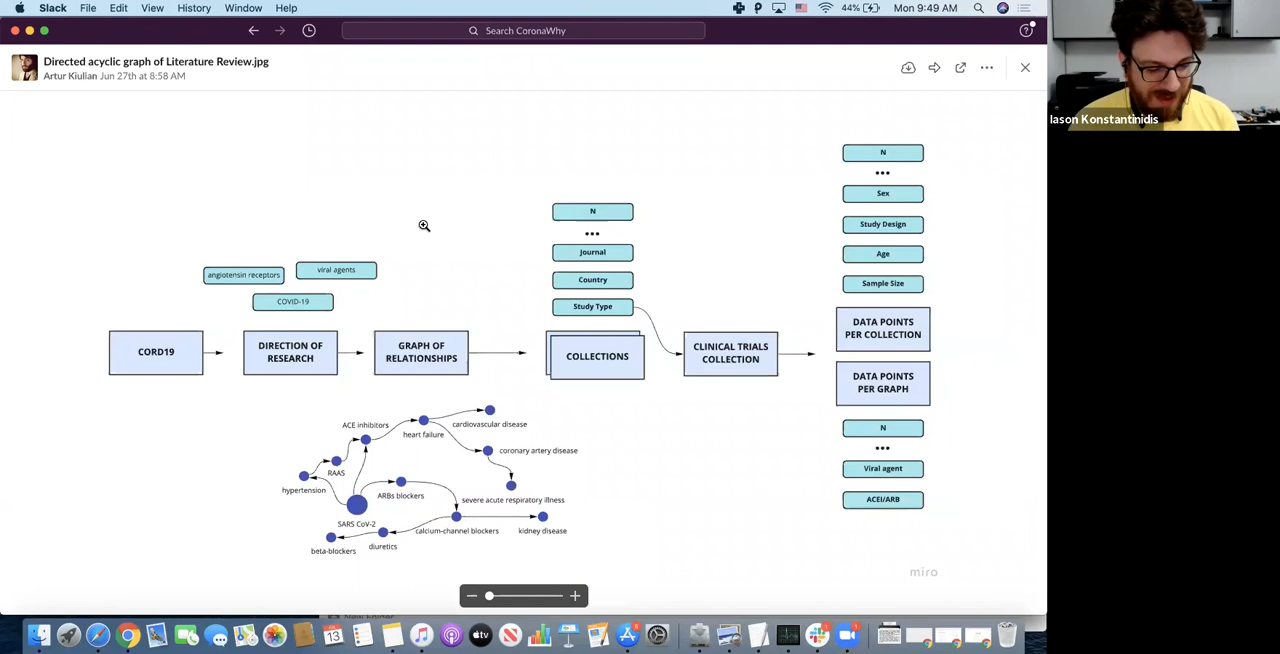 Slack File Edit View History Window Help
44% Mon 9:49 AM
Search CoronaWhy
Directed acyclic graph of Literature Review.jpg
Artur Kiulian Jun 27th at 8:58 AM
Iason Konstantinidis
N
•••
Sex
Study Design
Age
Sample Size
N
•••
Journal
Country
Study Type
angiotensin receptors
viral agents
COVID-19
CORD19
DIRECTION OF
RESEARCH
GRAPH OF
RELATIONSHIPS
COLLECTIONS
CLINICAL TRIALS
COLLECTION
DATA POINTS
PER COLLECTION
DATA POINTS
PER GRAPH
N
•••
Viral agent
ACEI/ARB
ACE inhibitors
heart failure
cardiovascular disease
coronary artery disease
RAAS
hypertension
ARBs blockers
severe acute respiratory illness
SARS CoV-2
calcium-channel blockers
kidney disease
diuretics
beta-blockers
miro
New Folder
JUL
13
tv